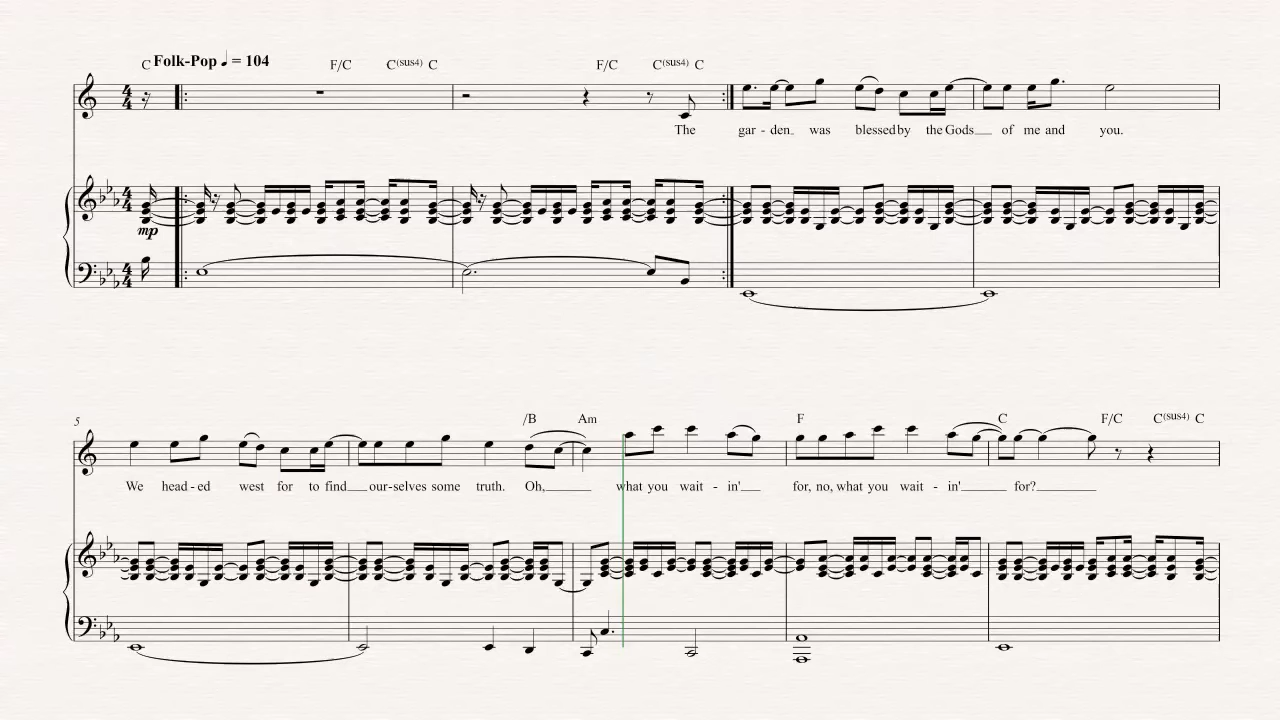 C Folk-Pop ♩ = 104 F/C C(sus4) C F/C C(sus4) C
The gar - den was blessed by the Gods of me and you.
mp
5 /B Am F C F/C C(sus4) C
We head - ed west for to find our-selves some truth. Oh, what you wait - in' for, no, what you wait - in' for?